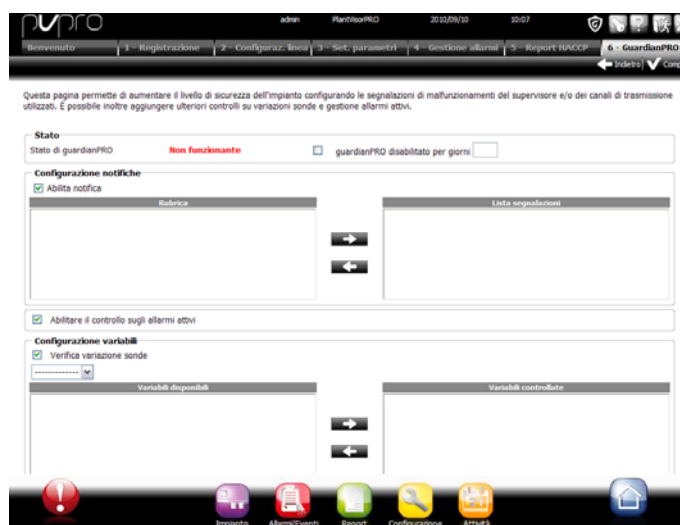 pvpro
admin PlantVisorPRO 2010/09/10 10:07
Benvenuto 1 - Registrazione 2 - Configuraz. linea 3 - Set. parametri 4 - Gestione allarmi 5 - Report HACCP 6 - GuardianPRO
Indietro Comp
Questa pagina permette di aumentare il livello di sicurezza dell'impianto configurando le segnalazioni di malfunzionamenti del supervisore e/o dei canali di trasmissione
utilizzati. É possibile inoltre aggiungere ulteriori controlli su variazioni sonde e gestione allarmi attivi.
Stato
Stato di guardianPRO Non funzionante guardianPRO disabilitato per giorni
Configurazione notifiche
Abilita notifica
Rubrica Lista segnalazioni
Abilitare il controllo sugli allarmi attivi
Configurazione variabili
Verifica variazione sonde
-------------
Variabili disponibili Variabili controllate
Impianto Allarmi/Eventi Report Configurazione Attività